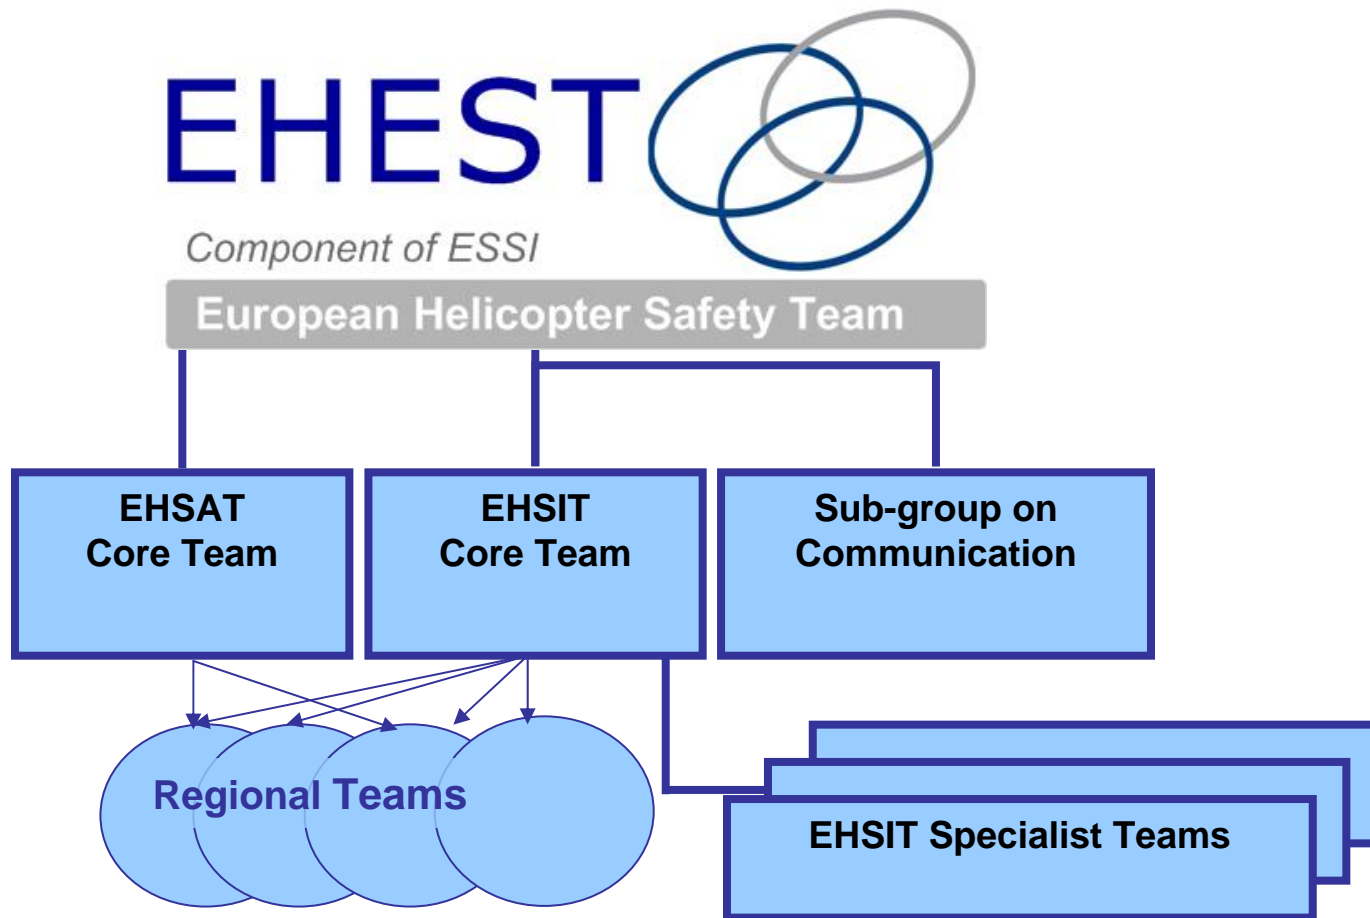 EHEST
Component of ESSI
European Helicopter Safety Team
EHSAT
Core Team
EHSIT
Core Team
Sub-group on
Communication
Regional Teams
EHSIT Specialist Teams